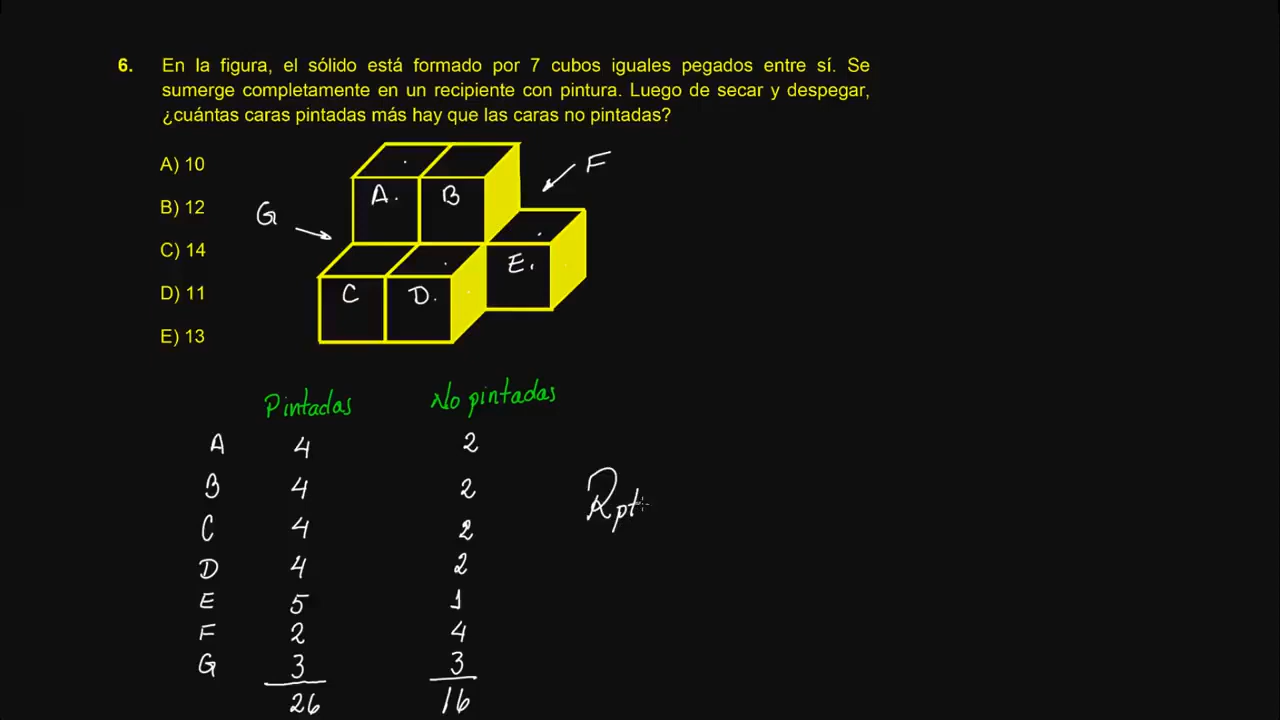 6. En la figura, el sólido está formado por 7 cubos iguales pegados entre sí. Se
sumerge completamente en un recipiente con pintura. Luego de secar y despegar,
¿cuántas caras pintadas más hay que las caras no pintadas?
A) 10
B) 12
C) 14
D) 11
E) 13
F
G
A. B
E.
C D.
Pintadas No pintadas
A 4 2
B 4 2
C 4 2
D 4 2
E 5 1
F 2 4
G 3 3
26 16
Rpt